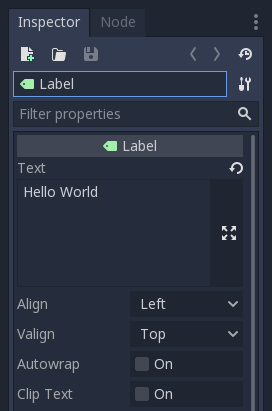 Inspector Node
Label
Filter properties
Label
Text
Hello World
Align Left
Valign Top
Autowrap On
Clip Text On